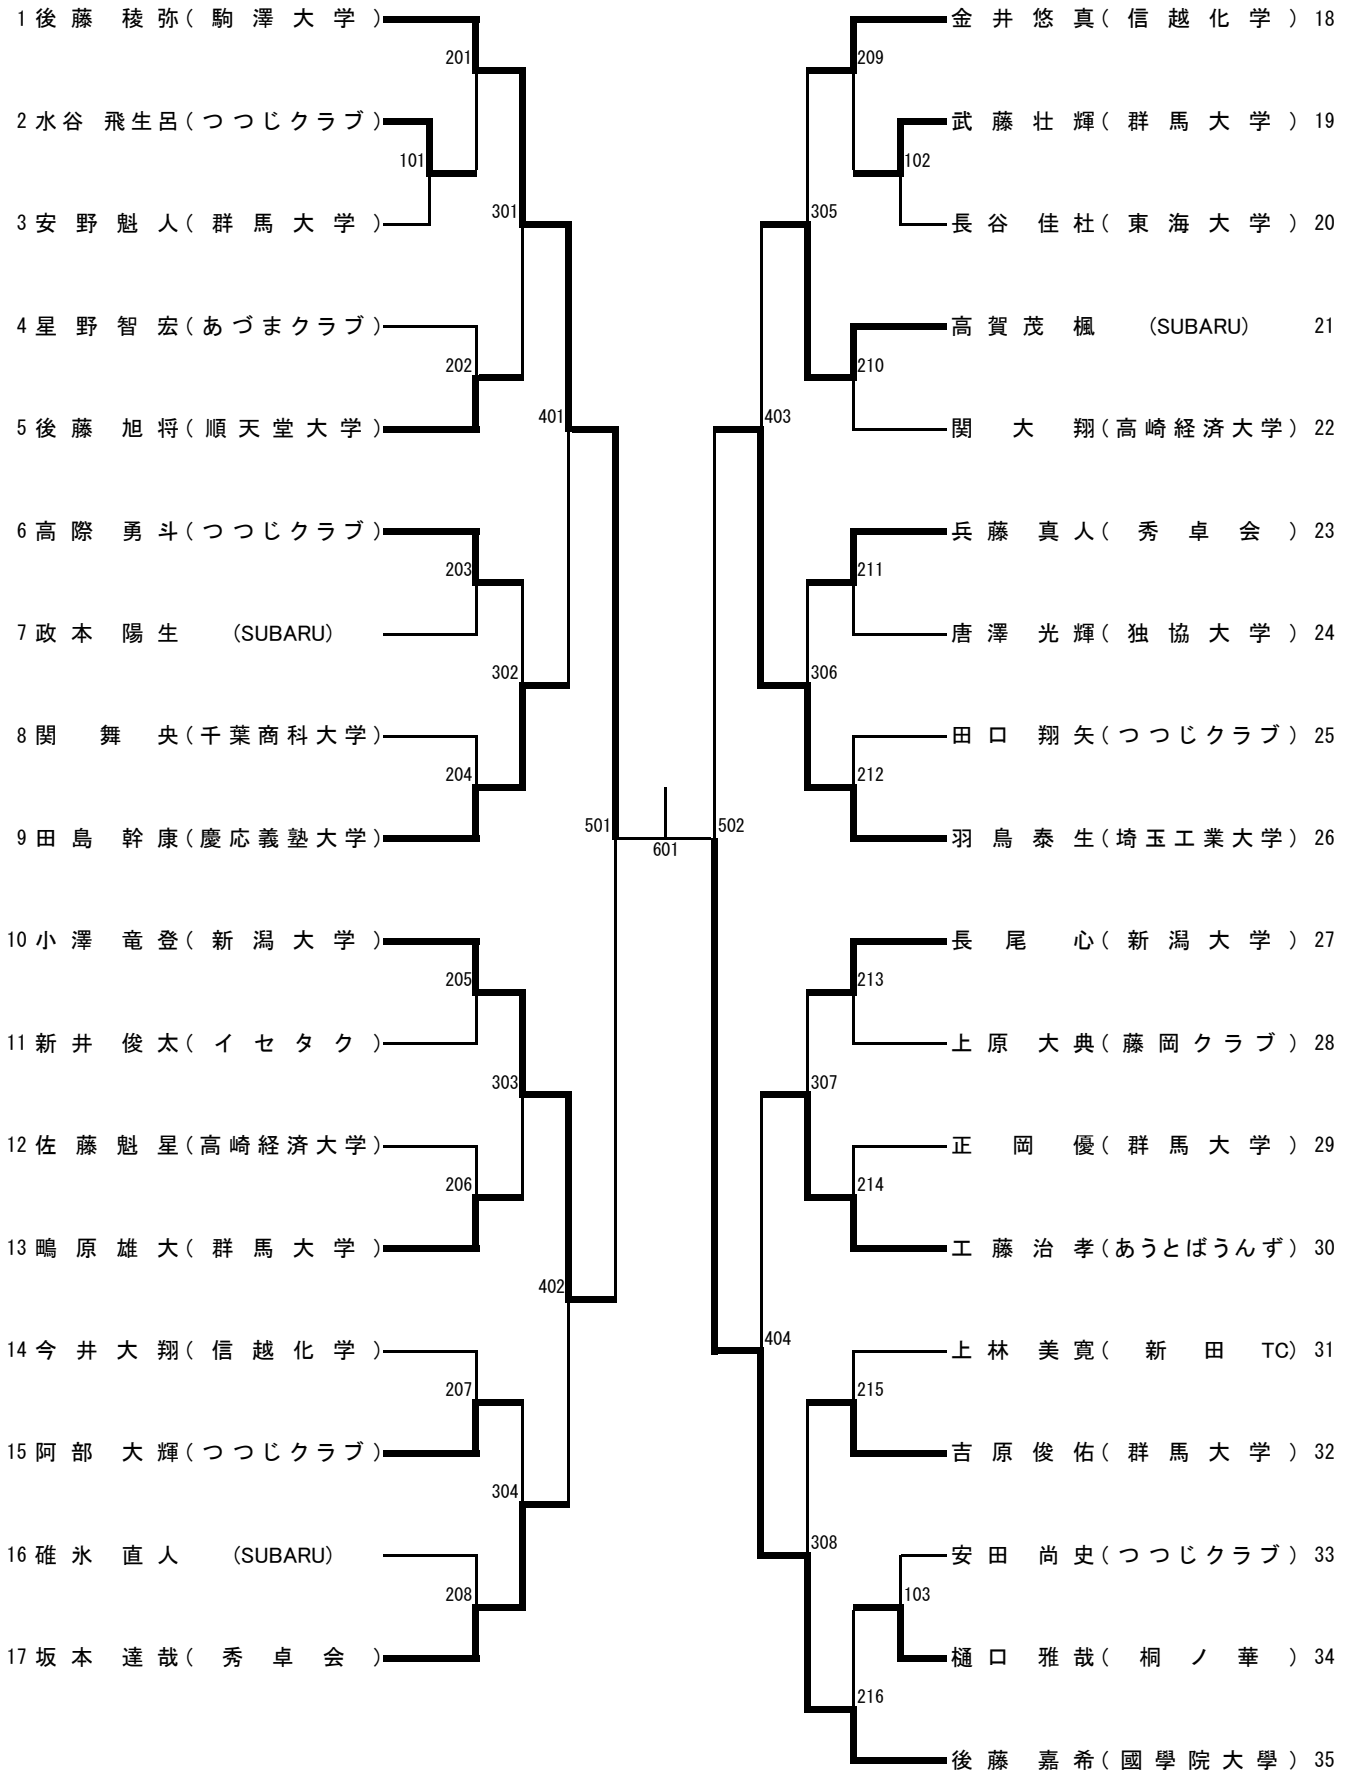 1 後藤 稜弥(駒澤大学)
201
2 水谷 飛生呂(つつじクラブ)
101
3 安野魁人(群馬大学)
301
4 星野智宏(あづまクラブ)
202
5 後藤 旭将(順天堂大学)
401
6 高際 勇斗(つつじクラブ)
203
7 政本 陽生 (SUBARU)
302
8 関 舞央(千葉商科大学)
204
9 田島 幹康(慶応義塾大学)
501
601
10 小澤 竜登(新潟大学)
205
11 新井 俊太(イセタク)
303
12 佐藤魁星(高崎経済大学)
206
13 鴫原雄大(群馬大学)
402
14 今井大翔(信越化学)
207
15 阿部 大輝(つつじクラブ)
304
16 碓氷 直人 (SUBARU)
208
17 坂本達哉(秀卓会)
金井悠真(信越化学) 18
209
武藤壮輝(群馬大学) 19
102
長谷 佳杜(東海大学) 20
305
高賀茂楓 (SUBARU) 21
210
関大翔(高崎経済大学) 22
403
兵藤真人(秀卓会) 23
211
唐澤光輝(独協大学) 24
306
田口 翔矢(つつじクラブ) 25
212
羽鳥泰生(埼玉工業大学) 26
502
長尾心(新潟大学) 27
213
上原大典(藤岡クラブ) 28
307
正岡優(群馬大学) 29
214
工藤治孝(あうとばうんず) 30
404
上林美寛(新田TC) 31
215
吉原俊佑(群馬大学) 32
308
安田 尚史(つつじクラブ) 33
103
樋口雅哉(桐ノ華) 34
216
後藤 嘉希(國學院大學) 35